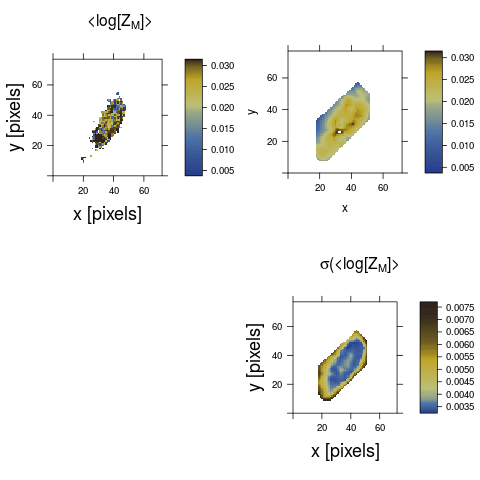 <log[Z_M]>
60
40
20
20 40 60
x [pixels]
y [pixels]
0.030
0.025
0.020
0.015
0.010
0.005
60
40
20
20 40 60
x
y
0.030
0.025
0.020
0.015
0.010
0.005
σ(<log[Z_M]>
60
40
20
20 40 60
x [pixels]
y [pixels]
0.0075
0.0070
0.0065
0.0060
0.0055
0.0050
0.0045
0.0040
0.0035